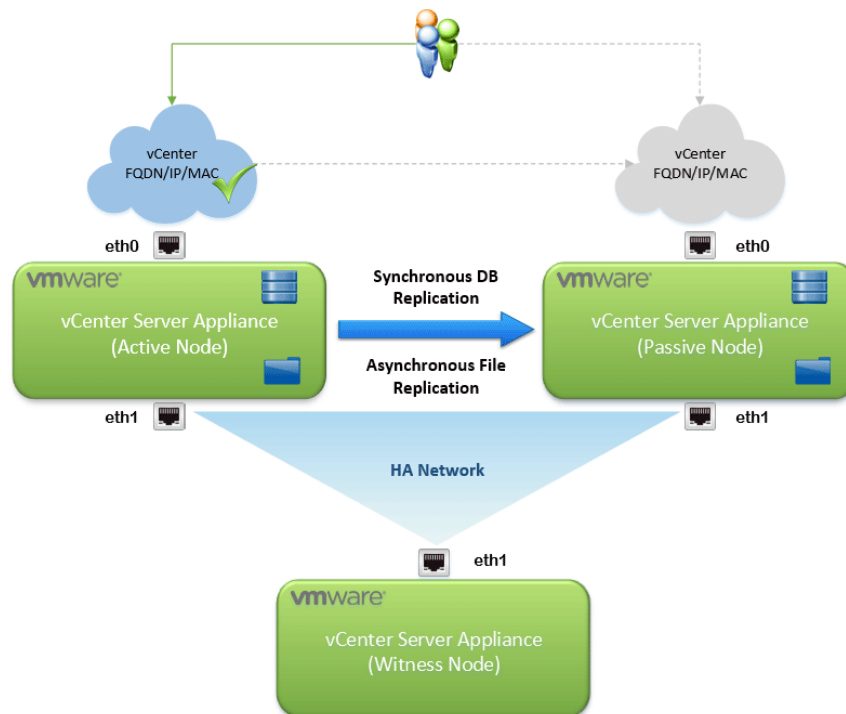 vCenter
FQDN/IP/MAC
vCenter
FQDN/IP/MAC
eth0
eth0
vmware®
vCenter Server Appliance
(Active Node)
Synchronous DB
Replication
Asynchronous File
Replication
vmware®
vCenter Server Appliance
(Passive Node)
eth1
eth1
HA Network
eth1
vmware®
vCenter Server Appliance
(Witness Node)